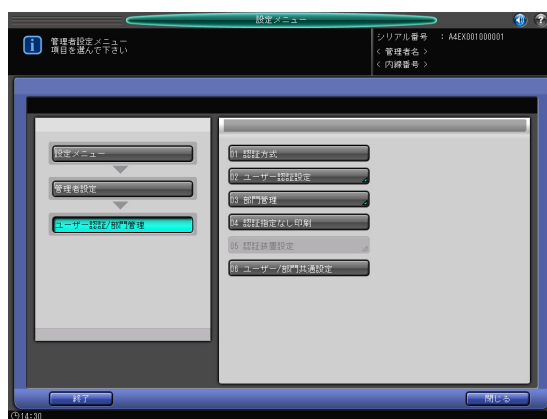 設定メニュー
管理者設定メニュー
項目を選んで下さい
シリアル番号 : A4EX001000001
< 管理者名 >
< 内線番号 >
設定メニュー
管理者設定
ユーザー認証/部門管理
01 認証方式
02 ユーザー認証設定
03 部門管理
04 認証指定なし印刷
05 認証装置設定
06 ユーザー/部門共通設定
終了
閉じる
14:30